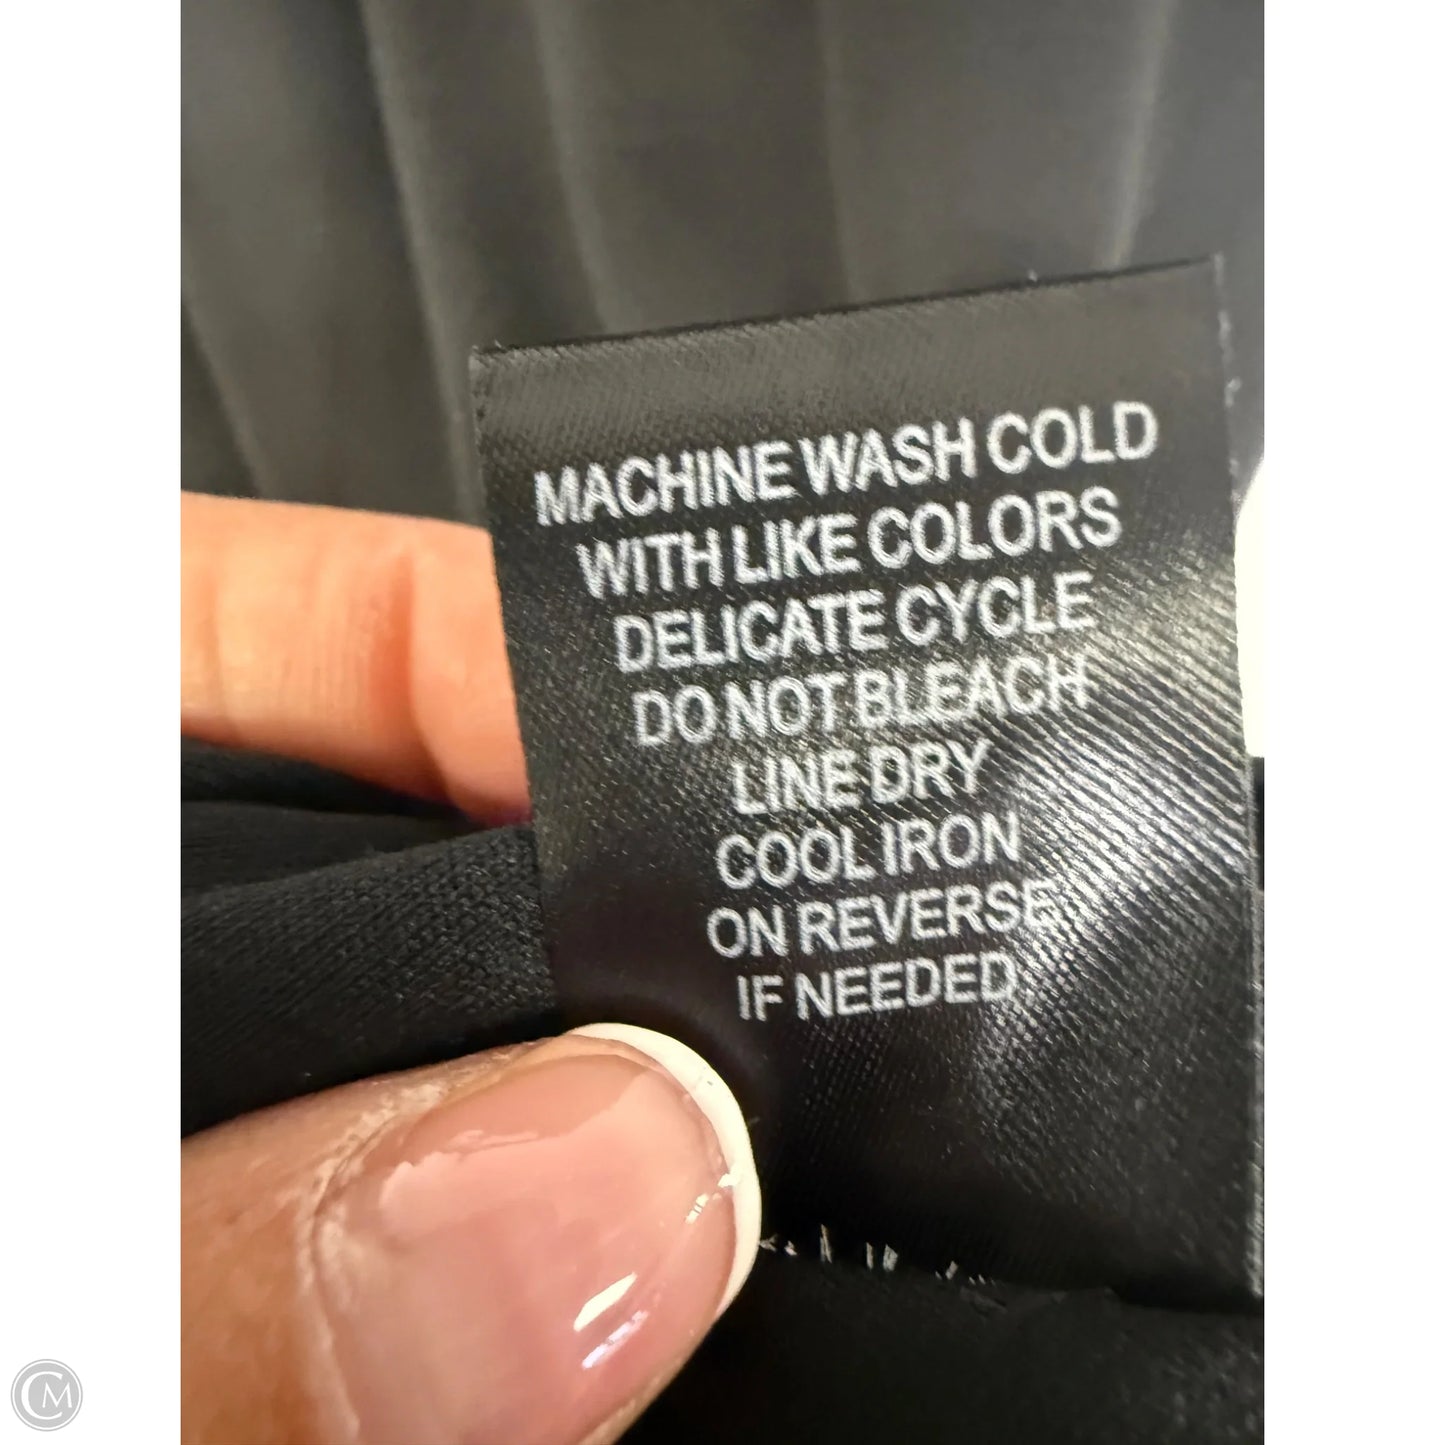 MACHINE WASH COLD
WITH LIKE COLORS
DELICATE CYCLE
DO NOT BLEACH
LINE DRY
COOL IRON
ON REVERSE
IF NEEDED
CM